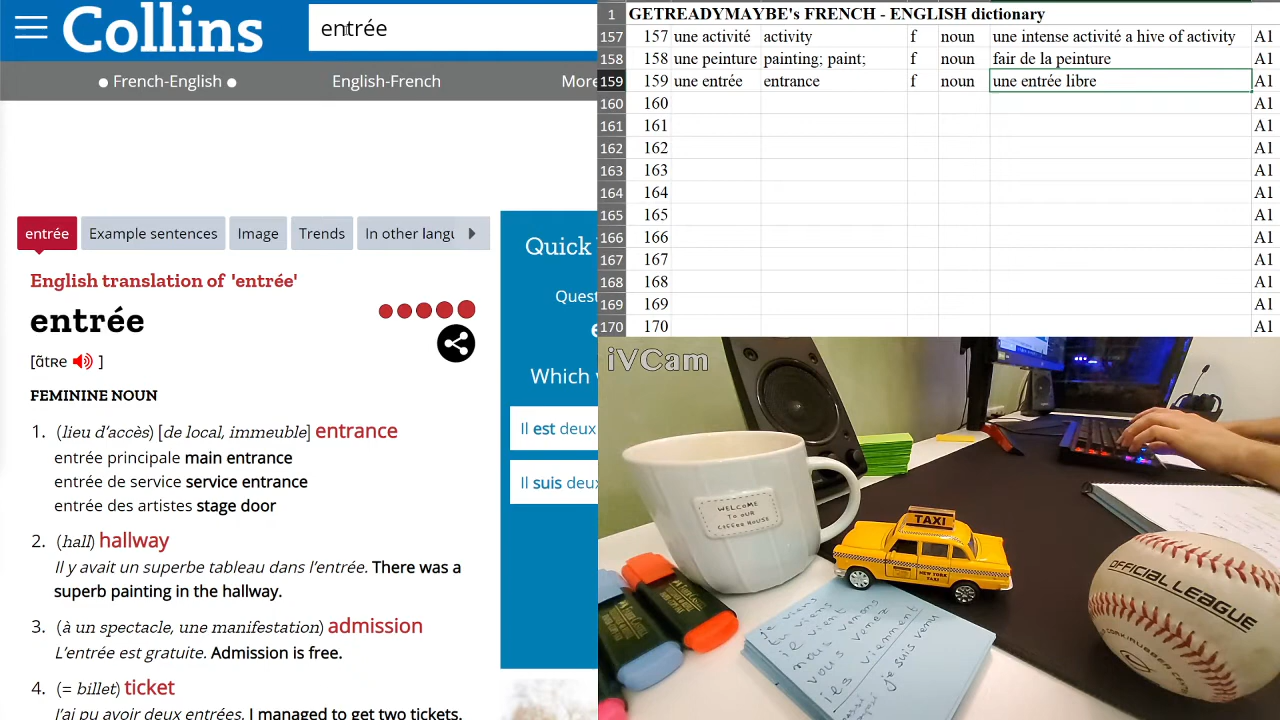 Collins
entrée
French-English
English-French
More
entrée
Example sentences
Image
Trends
In other langu
English translation of 'entrée'
entrée
[ɑ̃tʀe ]
FEMININE NOUN
1. (lieu d'accès) [de local, immeuble] entrance
entrée principale main entrance
entrée de service service entrance
entrée des artistes stage door
2. (hall) hallway
Il y avait un superbe tableau dans l'entrée. There was a
superb painting in the hallway.
3. (à un spectacle, une manifestation) admission
L'entrée est gratuite. Admission is free.
4. (= billet) ticket
J'ai pu avoir deux entrées. I managed to get two tickets.
Quick
Quest
Which
Il est deux
Il suis deux
1 GETREADYMAYBE's FRENCH - ENGLISH dictionary
157 157 une activité activity f noun une intense activité a hive of activity A1
158 158 une peinture painting; paint; f noun fair de la peinture A1
159 159 une entrée entrance f noun une entrée libre A1
160 160 A1
161 161 A1
162 162 A1
163 163 A1
164 164 A1
165 165 A1
166 166 A1
167 167 A1
168 168 A1
169 169 A1
170 170 A1
iVCam
WELCOME
TO OUR
COFFEE HOUSE
TAXI
NEW YORK
TAXI
OFFICIAL LEAGUE
CORK/RUBBER
je viens
tu viens
il vient
nous venons
vous venez
ils viennent
je suis venu